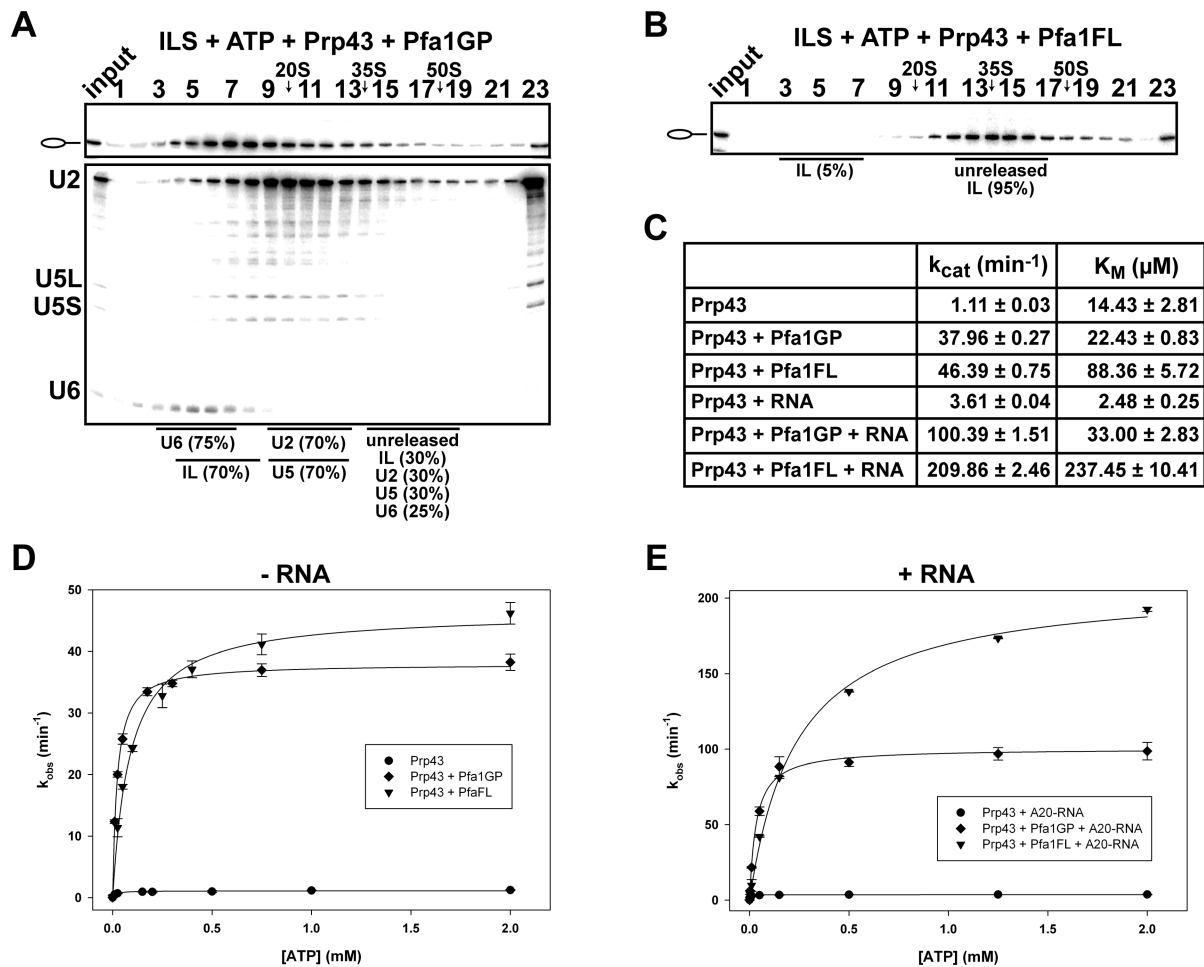 A
ILS + ATP + Prp43 + Pfa1GP
20S 35S 50S
input 1 3 5 7 9 ↓ 11 13 ↓ 15 17 ↓ 19 21 23
U2
U5L
U5S
U6
U6 (75%) U2 (70%) unreleased
IL (70%) U5 (70%) IL (30%)
U2 (30%)
U5 (30%)
U6 (25%)
B
ILS + ATP + Prp43 + Pfa1FL
20S 35S 50S
input 1 3 5 7 9 ↓ 11 13 ↓ 15 17 ↓ 19 21 23
IL (5%) unreleased
IL (95%)
C
kcat (min-1) KM (µM)
Prp43 1.11 ± 0.03 14.43 ± 2.81
Prp43 + Pfa1GP 37.96 ± 0.27 22.43 ± 0.83
Prp43 + Pfa1FL 46.39 ± 0.75 88.36 ± 5.72
Prp43 + RNA 3.61 ± 0.04 2.48 ± 0.25
Prp43 + Pfa1GP + RNA 100.39 ± 1.51 33.00 ± 2.83
Prp43 + Pfa1FL + RNA 209.86 ± 2.46 237.45 ± 10.41
D
- RNA
50
40
30
20
10
0
kobs (min-1)
Prp43
Prp43 + Pfa1GP
Prp43 + PfaFL
0.0 0.5 1.0 1.5 2.0
[ATP] (mM)
E
+ RNA
200
150
100
50
0
kobs (min-1)
Prp43 + A20-RNA
Prp43 + Pfa1GP + A20-RNA
Prp43 + Pfa1FL + A20-RNA
0.0 0.5 1.0 1.5 2.0
[ATP] (mM)